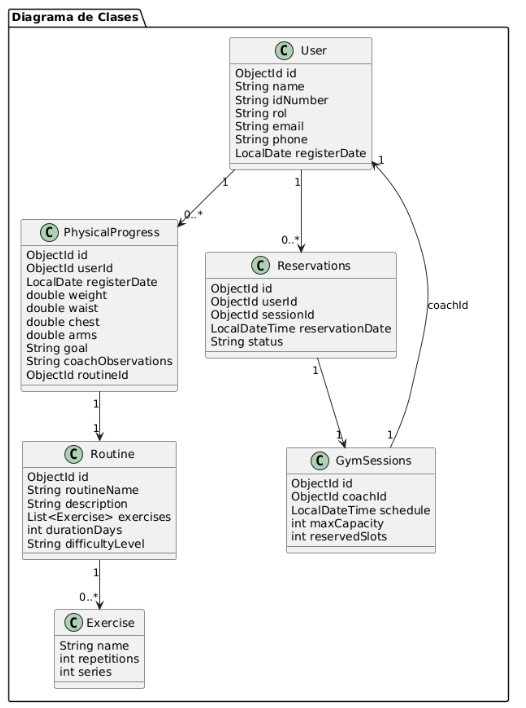 Diagrama de Clases
C User
ObjectId id
String name
String idNumber
String rol
String email
String phone
LocalDate registerDate
1
1
1
0..*
0..*
C PhysicalProgress
ObjectId id
ObjectId userId
LocalDate registerDate
double weight
double waist
double chest
double arms
String goal
String coachObservations
ObjectId routineId
C Reservations
ObjectId id
ObjectId userId
ObjectId sessionId
LocalDateTime reservationDate
String status
coachId
1
1
1
1
1
C Routine
ObjectId id
String routineName
String description
List<Exercise> exercises
int durationDays
String difficultyLevel
C GymSessions
ObjectId id
ObjectId coachId
LocalDateTime schedule
int maxCapacity
int reservedSlots
1
0..*
C Exercise
String name
int repetitions
int series